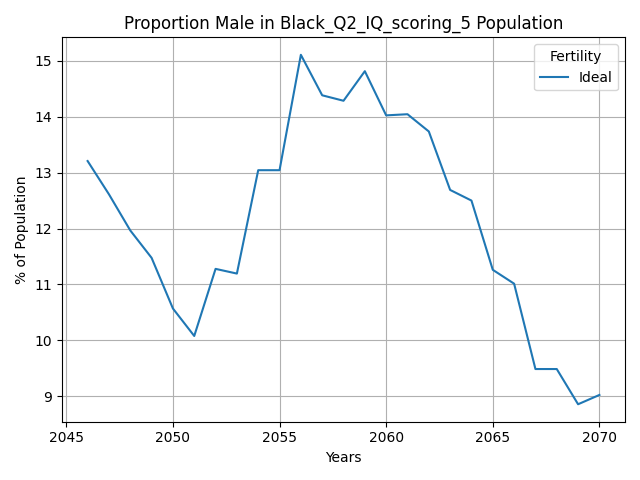 Proportion Male in Black_Q2_IQ_scoring_5 Population
Fertility
Ideal
% of Population
15
14
13
12
11
10
9
2045 2050 2055 2060 2065 2070
Years